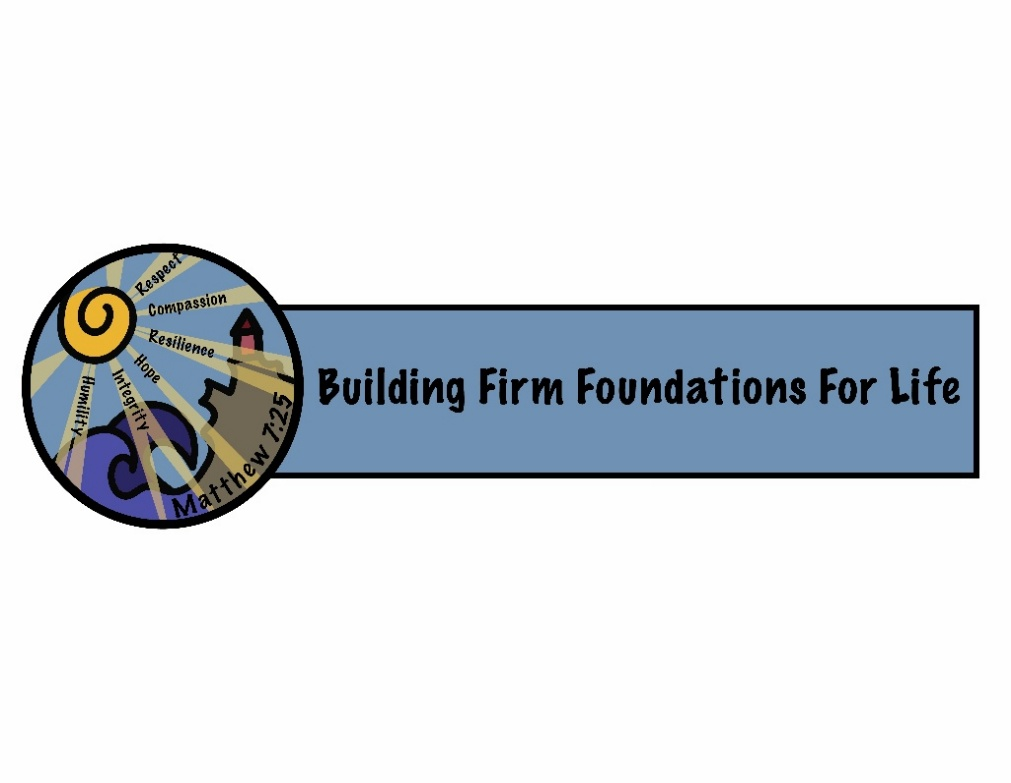 Respect
Compassion
Resilience
Hope
Integrity
Humility
Matthew 7:25
Building Firm Foundations For Life